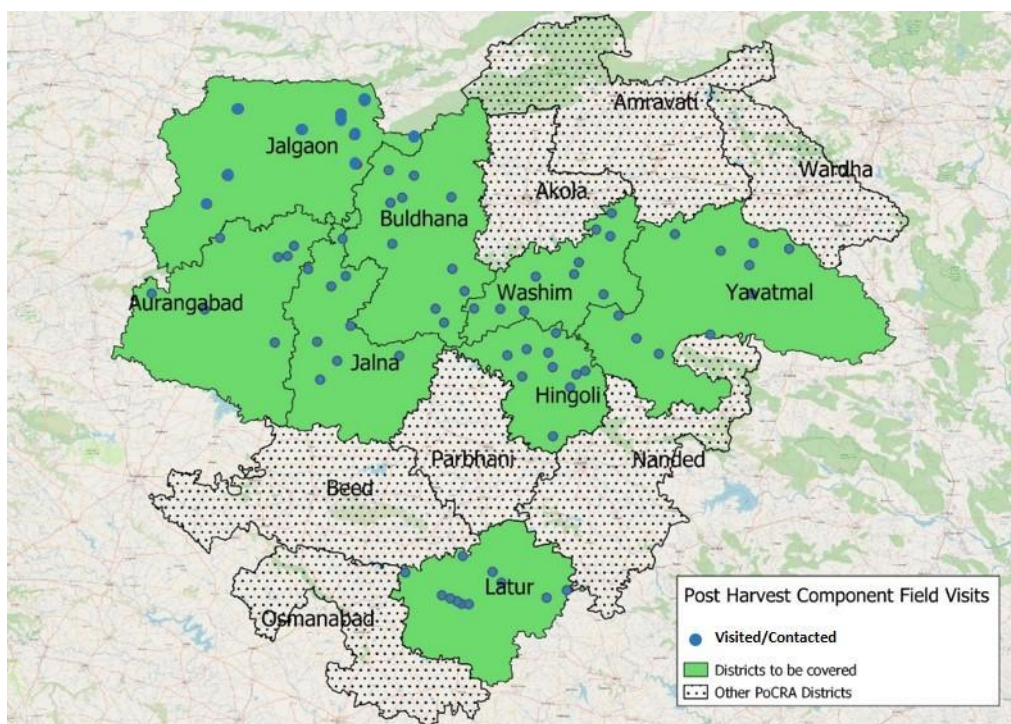 Amravati
Jalgaon
Wardha
Akola
Buldhana
Aurangabad
Washim
Yavatmal
Jalna
Hingoli
Parbhani
Nanded
Beed
Latur
Osmanabad
Post Harvest Component Field Visits
Visited/Contacted
Districts to be covered
Other PoCRA Districts